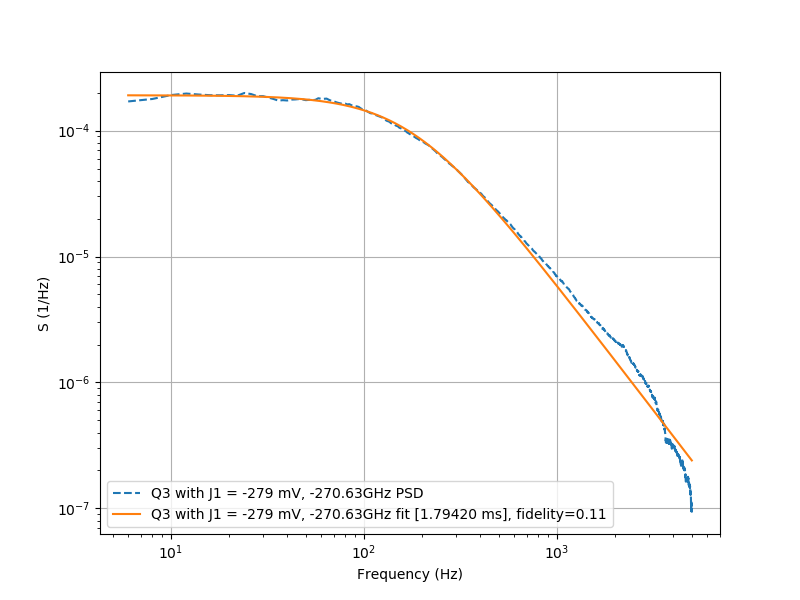 S (1/Hz)
10⁻⁴
10⁻⁵
10⁻⁶
10⁻⁷
Q3 with J1 = -279 mV, -270.63GHz PSD
Q3 with J1 = -279 mV, -270.63GHz fit [1.79420 ms], fidelity=0.11
10¹ 10² 10³
Frequency (Hz)